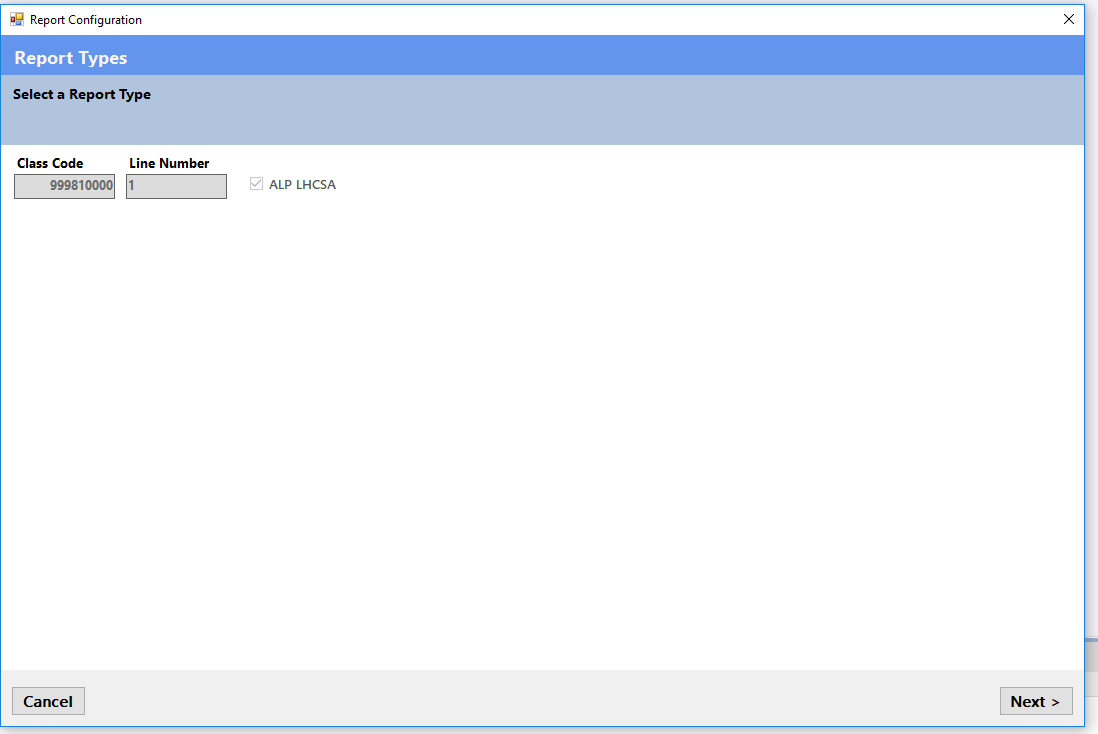 Report Configuration
Report Types
Select a Report Type
Class Code Line Number
999810000 1 ALP LHCSA
Cancel Next >